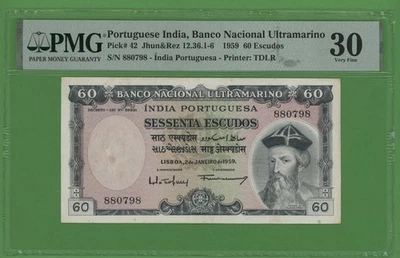 PMG
PAPER MONEY GUARANTY
Portuguese India, Banco Nacional Ultramarino
Pick# 42 Jhun&Rez 12.36.1-6 1959 60 Escudos
S/N 880798 - Índia Portuguesa - Printer: TDLR
30
Very Fine
60 BANCO NACIONAL ULTRAMARINO 60
ÍNDIA PORTUGUESA
880798
SESSENTA ESCUDOS
LISBOA, 2 de JANEIRO de 1959.
880798
60 60